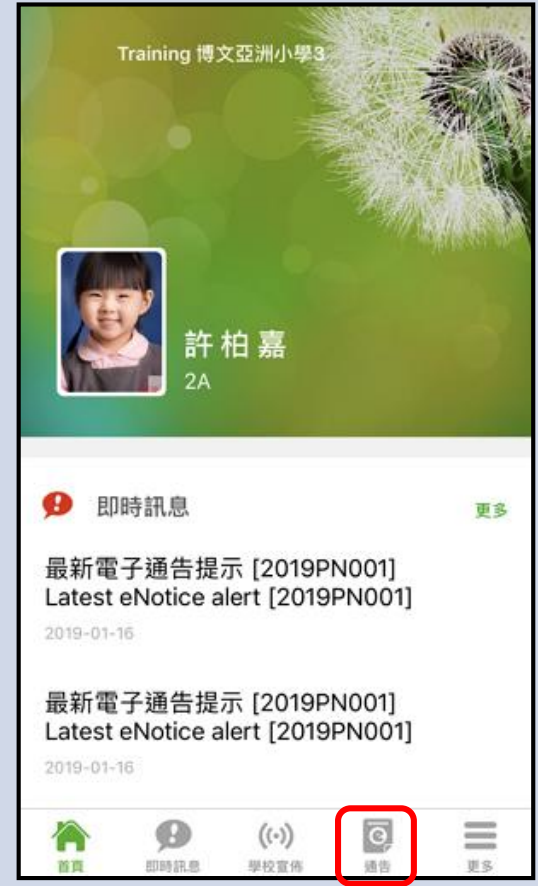 Training 博文亞洲小學3
許柏嘉
2A
即時訊息
更多
最新電子通告提示 [2019PN001]
Latest eNotice alert [2019PN001]
2019-01-16
最新電子通告提示 [2019PN001]
Latest eNotice alert [2019PN001]
2019-01-16
首頁 即時訊息 學校宣佈 通告 更多